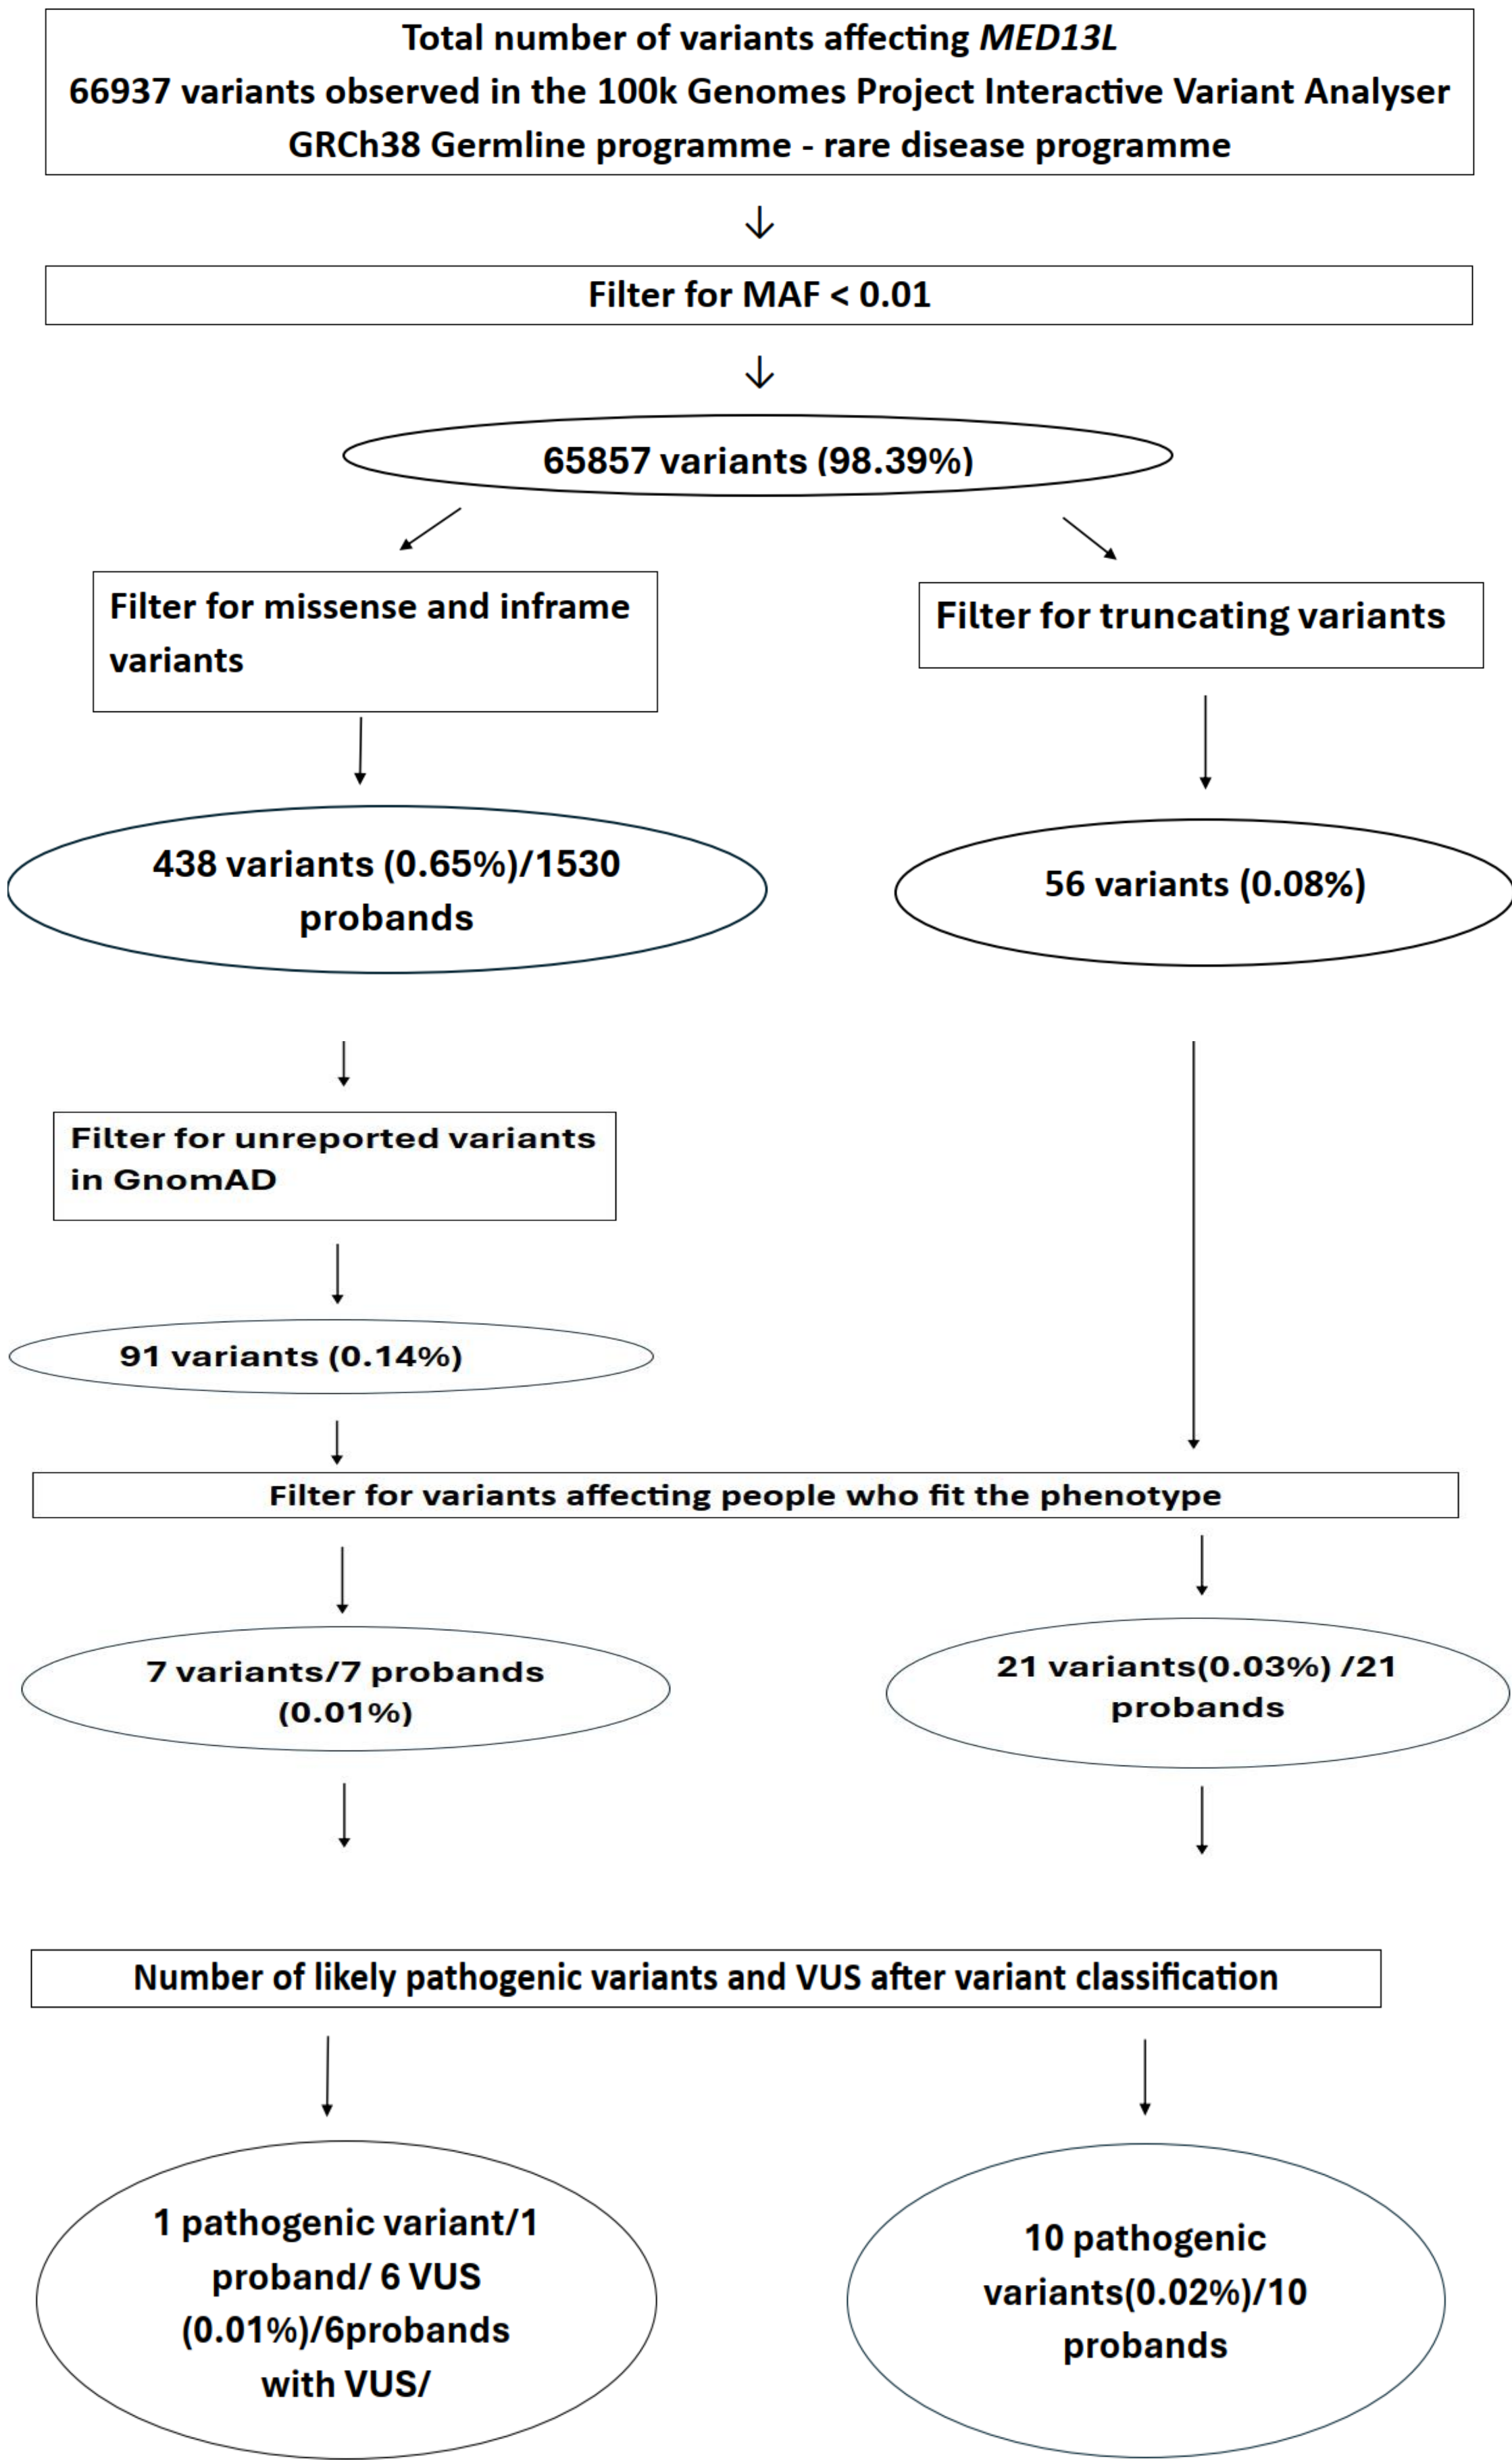 Total number of variants affecting MED13L
66937 variants observed in the 100k Genomes Project Interactive Variant Analyser
GRCh38 Germline programme - rare disease programme
Filter for MAF < 0.01
65857 variants (98.39%)
Filter for missense and inframe
variants
Filter for truncating variants
438 variants (0.65%)/1530
probands
56 variants (0.08%)
Filter for unreported variants
in GnomAD
91 variants (0.14%)
Filter for variants affecting people who fit the phenotype
7 variants/7 probands
(0.01%)
21 variants(0.03%) /21
probands
Number of likely pathogenic variants and VUS after variant classification
1 pathogenic variant/1
proband/ 6 VUS
(0.01%)/6probands
with VUS/
10 pathogenic
variants(0.02%)/10
probands